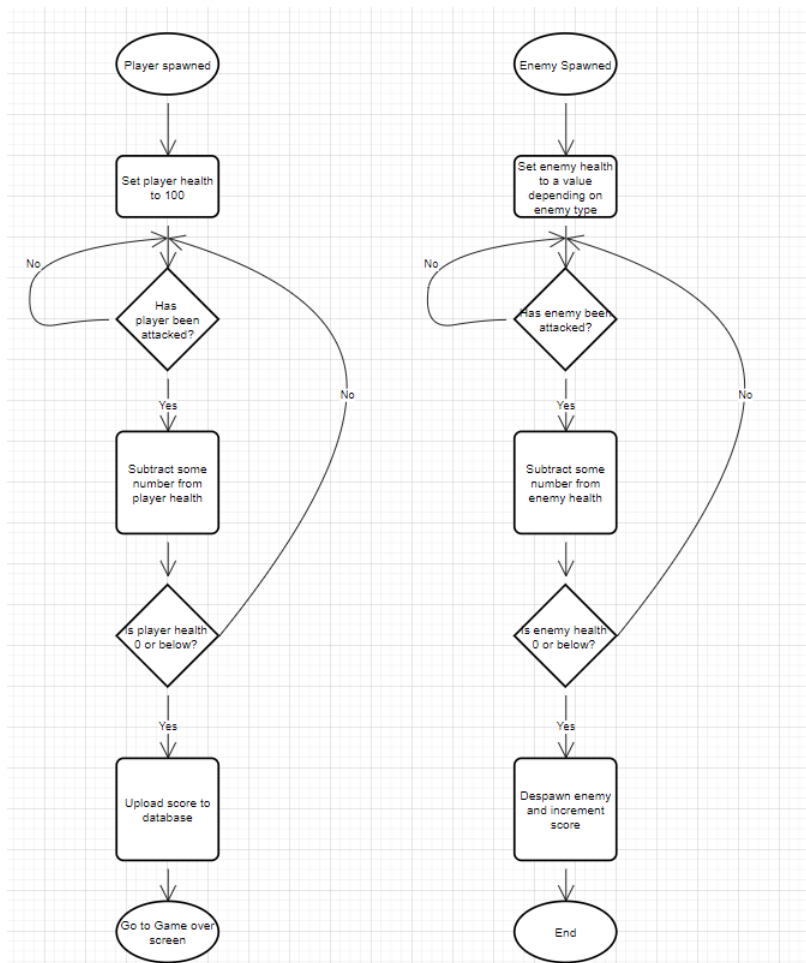 Player spawned
Set player health
to 100
No
Has
player been
attacked?
Yes
No
Subtract some
number from
player health
Is player health
0 or below?
Yes
Upload score to
database
Go to Game over
screen
Enemy Spawned
Set enemy health
to a value
depending on
enemy type
No
Has enemy been
attacked?
Yes
No
Subtract some
number from
enemy health
Is enemy health
0 or below?
Yes
Despawn enemy
and increment
score
End